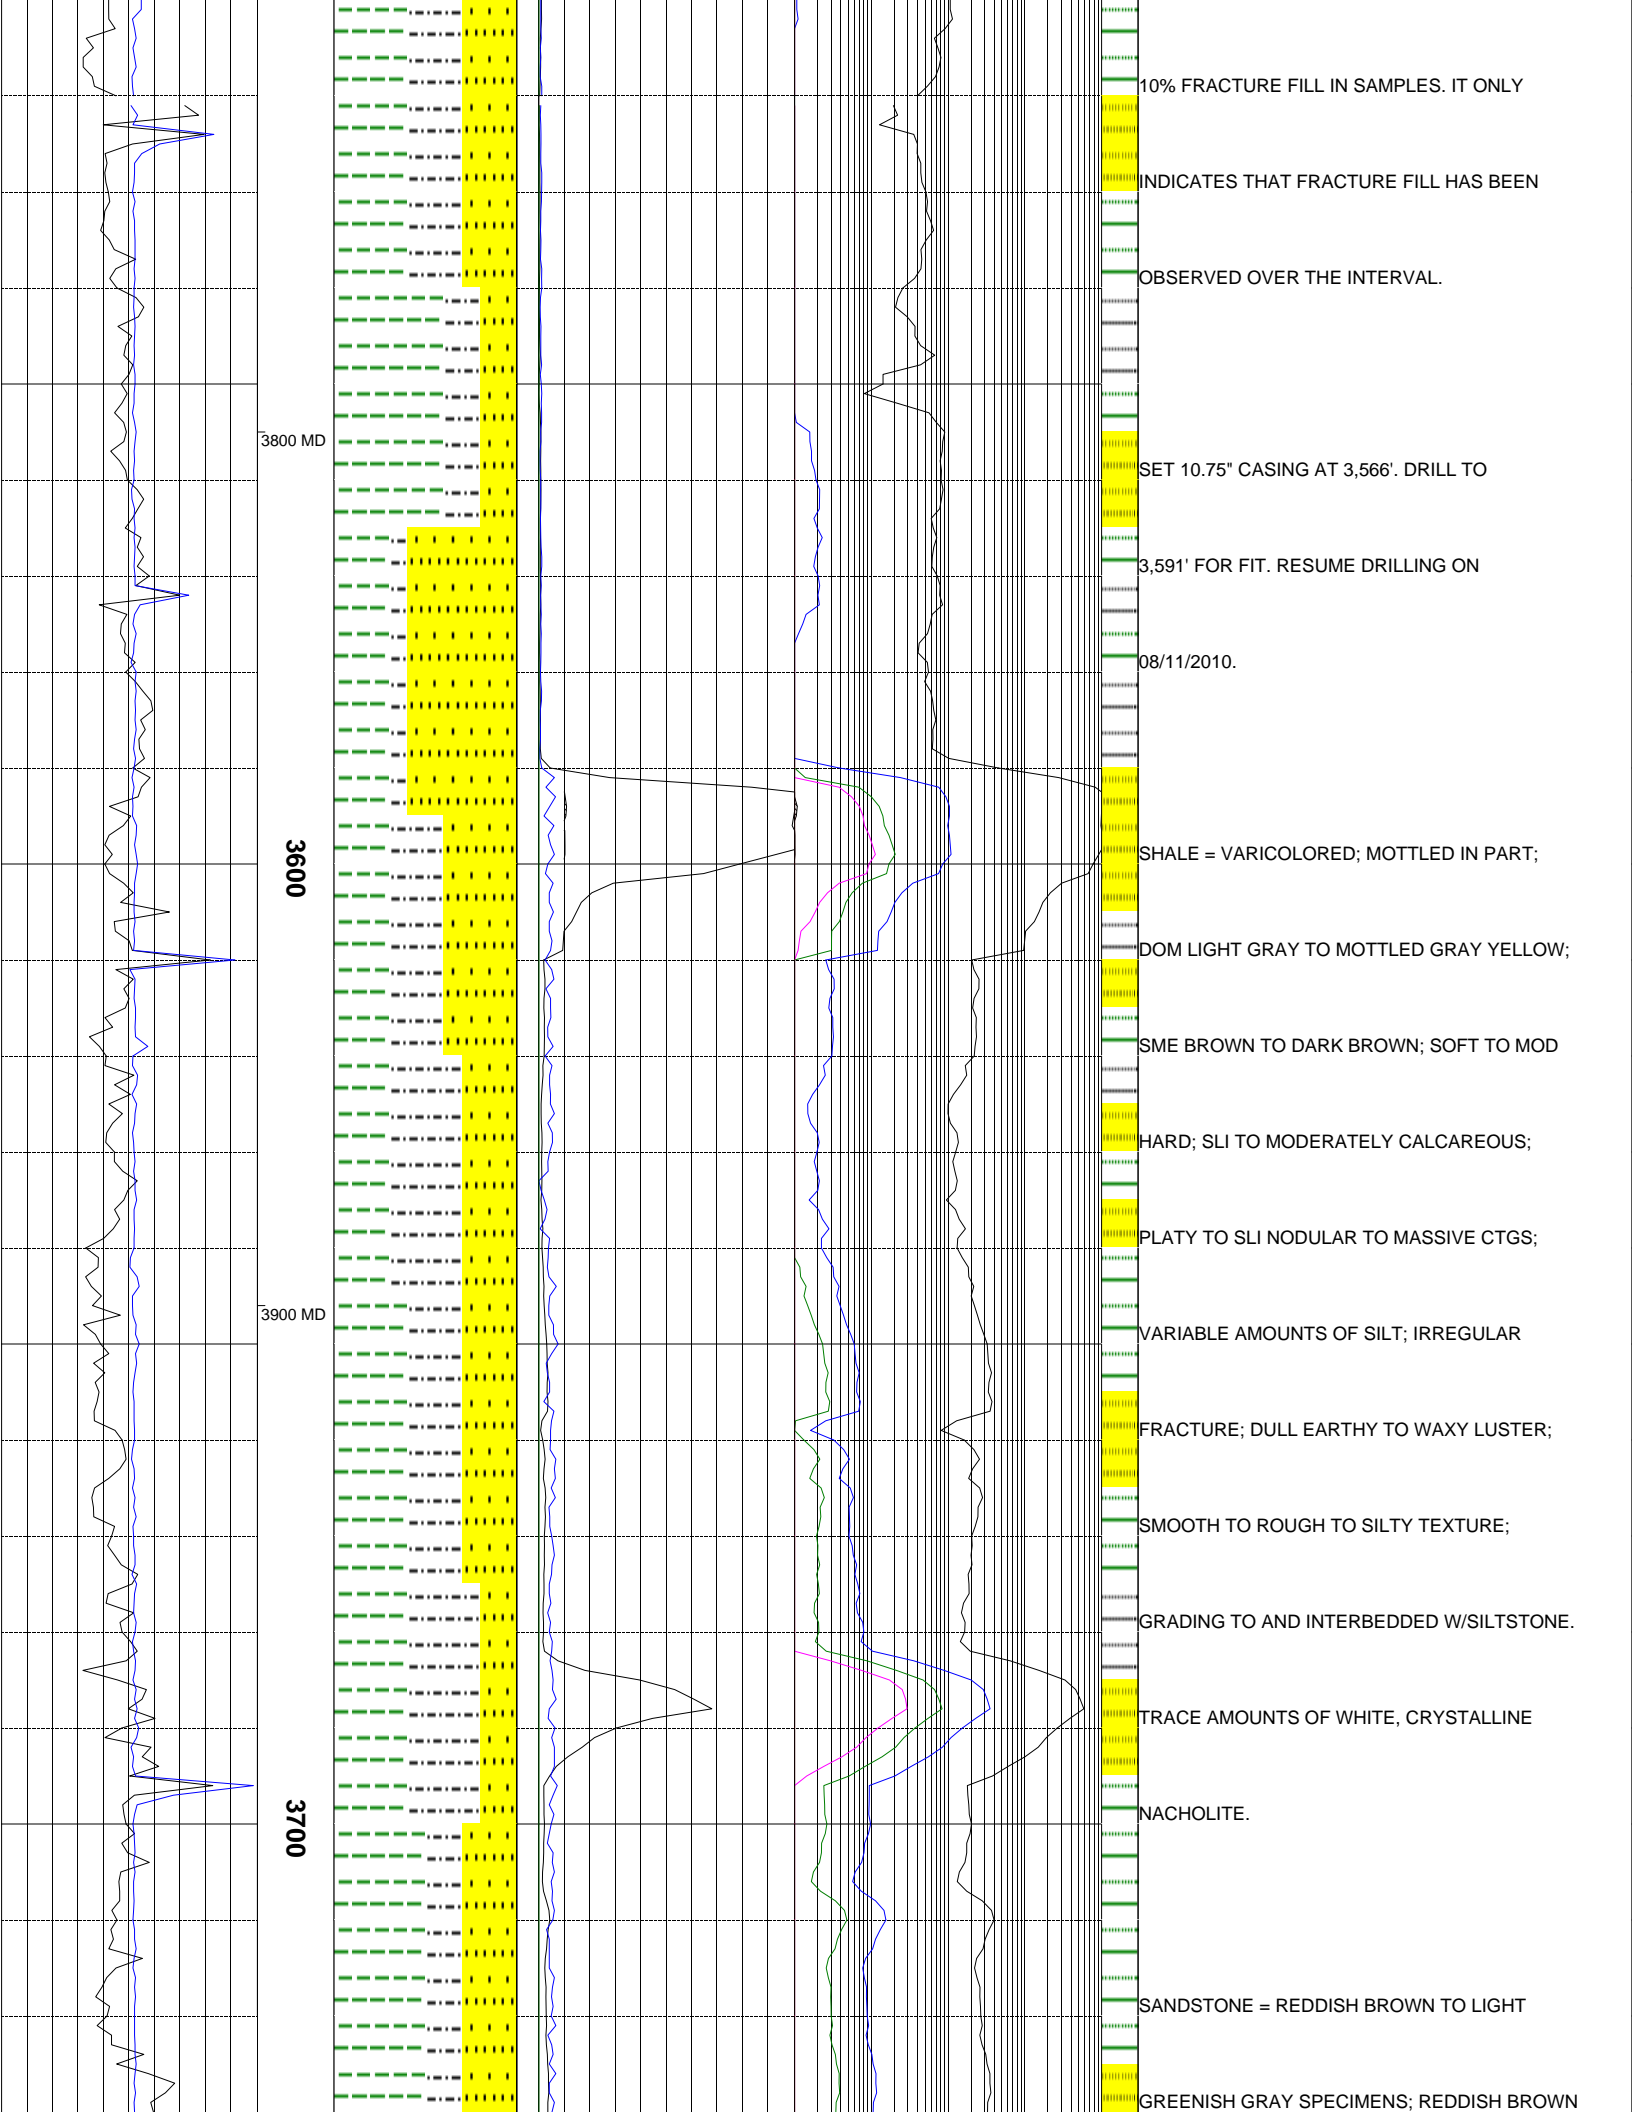 10% FRACTURE FILL IN SAMPLES. IT ONLY
INDICATES THAT FRACTURE FILL HAS BEEN
OBSERVED OVER THE INTERVAL.
3800 MD
SET 10.75" CASING AT 3,566'. DRILL TO
3,591' FOR FIT. RESUME DRILLING ON
08/11/2010.
3600
SHALE = VARICOLORED; MOTTLED IN PART;
DOM LIGHT GRAY TO MOTTLED GRAY YELLOW;
SME BROWN TO DARK BROWN; SOFT TO MOD
HARD; SLI TO MODERATELY CALCAREOUS;
PLATY TO SLI NODULAR TO MASSIVE CTGS;
3900 MD
VARIABLE AMOUNTS OF SILT; IRREGULAR
FRACTURE; DULL EARTHY TO WAXY LUSTER;
SMOOTH TO ROUGH TO SILTY TEXTURE;
GRADING TO AND INTERBEDDED W/SILTSTONE.
TRACE AMOUNTS OF WHITE, CRYSTALLINE
3700
NACHOLITE.
SANDSTONE = REDDISH BROWN TO LIGHT
GREENISH GRAY SPECIMENS; REDDISH BROWN